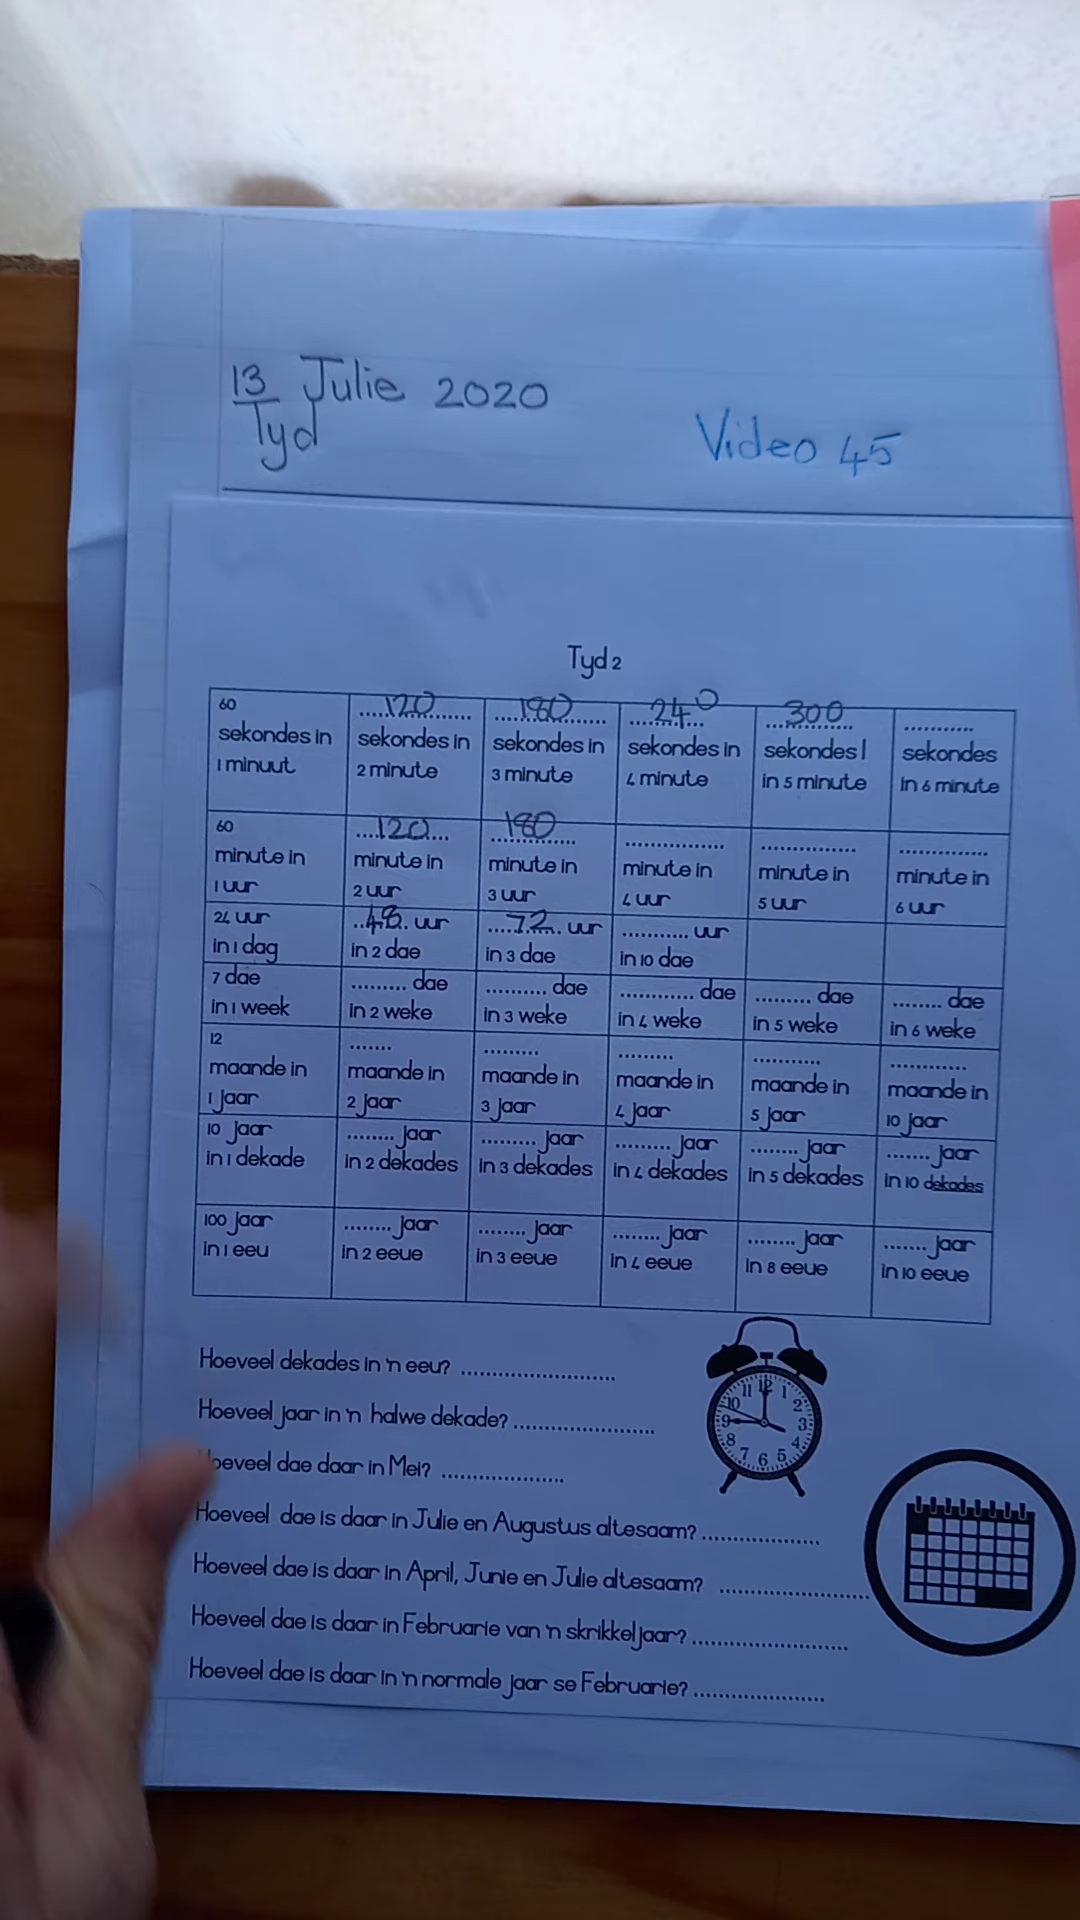 13 Julie 2020
Tyd
Video 45
Tyd 2
60 sekondes in 1 minuut
....120.... sekondes in 2 minute
....180.... sekondes in 3 minute
....240.... sekondes in 4 minute
....300.... sekondes I in 5 minute
........... sekondes in 6 minute
60 minute in 1 uur
....120.... minute in 2 uur
....180.... minute in 3 uur
................ minute in 4 uur
............... minute in 5 uur
.............. minute in 6 uur
24 uur in 1 dag
..48.. uur in 2 dae
.....72.. uur in 3 dae
........... uur in 10 dae
7 dae in 1 week
......... dae in 2 weke
.......... dae in 3 weke
............ dae in 4 weke
......... dae in 5 weke
........ dae in 6 weke
12 maande in 1 jaar
....... maande in 2 jaar
......... maande in 3 jaar
......... maande in 4 jaar
........... maande in 5 jaar
............ maande in 10 jaar
10 jaar in 1 dekade
........ jaar in 2 dekades
.......... jaar in 3 dekades
......... jaar in 4 dekades
........ jaar in 5 dekades
....... jaar in 10 dekades
100 jaar in 1 eeu
........ jaar in 2 eeue
........ jaar in 3 eeue
........ jaar in 4 eeue
........ jaar in 8 eeue
....... jaar in 10 eeue
Hoeveel dekades in 'n eeu? .........................
Hoeveel jaar in 'n halwe dekade? .......................
Hoeveel dae daar in Mei? ....................
Hoeveel dae is daar in Julie en Augustus altesaam? ...................
Hoeveel dae is daar in April, Junie en Julie altesaam? ........................
Hoeveel dae is daar in Februarie van 'n skrikkeljaar? .........................
Hoeveel dae is daar in 'n normale jaar se Februarie? .....................
12 1 2 3 4 5 6 7 8 9 10 11